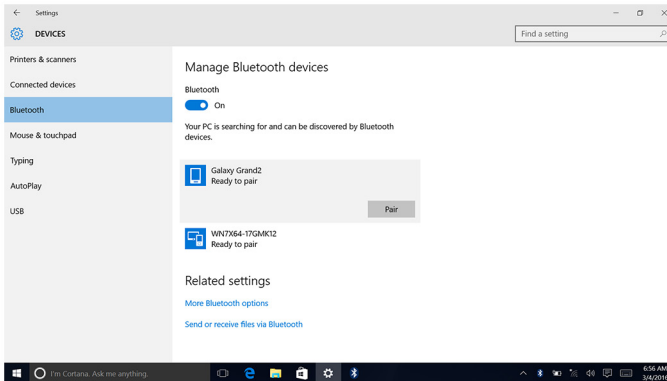 Settings
DEVICES
Find a setting
Printers & scanners
Connected devices
Bluetooth
Mouse & touchpad
Typing
AutoPlay
USB
Manage Bluetooth devices
Bluetooth
On
Your PC is searching for and can be discovered by Bluetooth
devices.
Galaxy Grand2
Ready to pair
Pair
WN7X64-17GMK12
Ready to pair
Related settings
More Bluetooth options
Send or receive files via Bluetooth
I'm Cortana. Ask me anything.
6:56 AM
3/4/2016